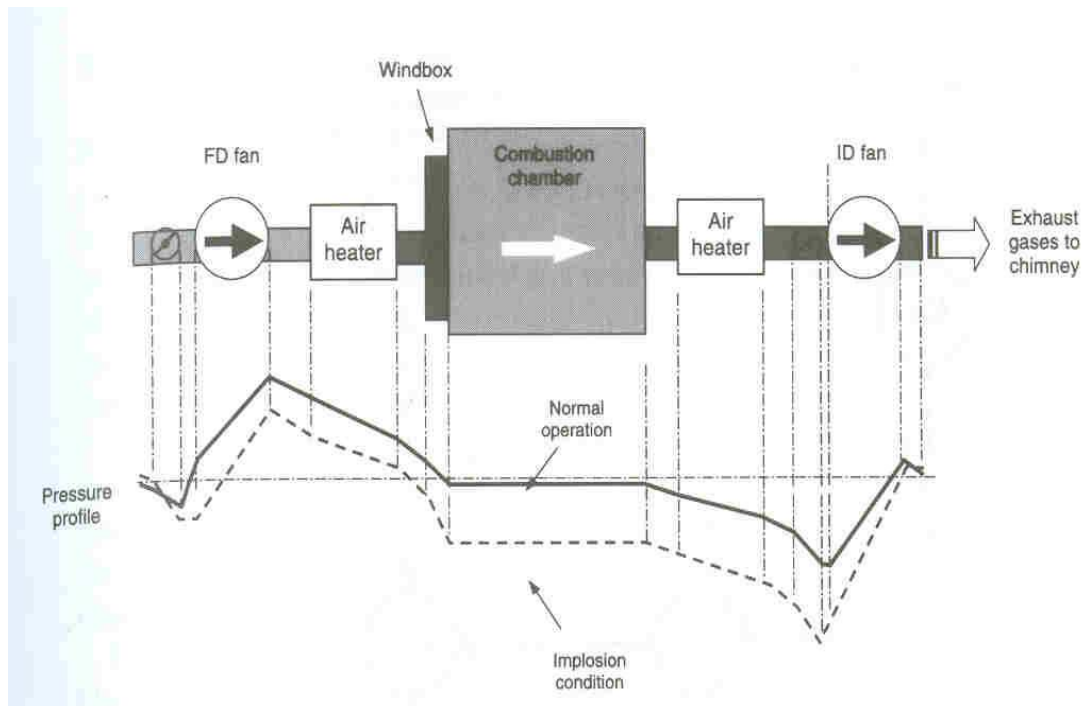 Windbox
FD fan
Combustion
chamber
ID fan
Air
heater
Air
heater
Exhaust
gases to
chimney
Normal
operation
Pressure
profile
Implosion
condition